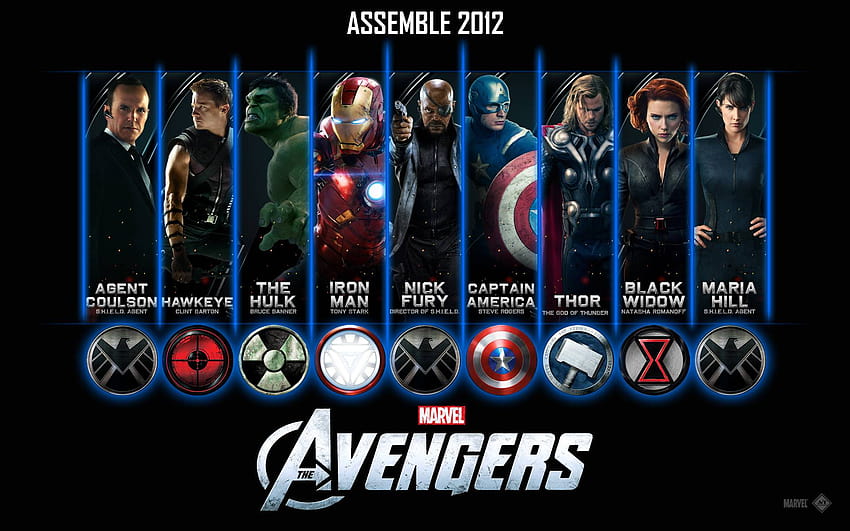 ASSEMBLE 2012
AGENT
COULSON
S.H.I.E.L.D. AGENT
HAWKEYE
CLINT BARTON
THE
HULK
BRUCE BANNER
IRON
MAN
TONY STARK
NICK
FURY
DIRECTOR OF S.H.I.E.L.D.
CAPTAIN
AMERICA
STEVE ROGERS
THOR
THE GOD OF THUNDER
BLACK
WIDOW
NATASHA ROMANOFF
MARIA
HILL
S.H.I.E.L.D. AGENT
MARVEL
THE AVENGERS
MARVEL